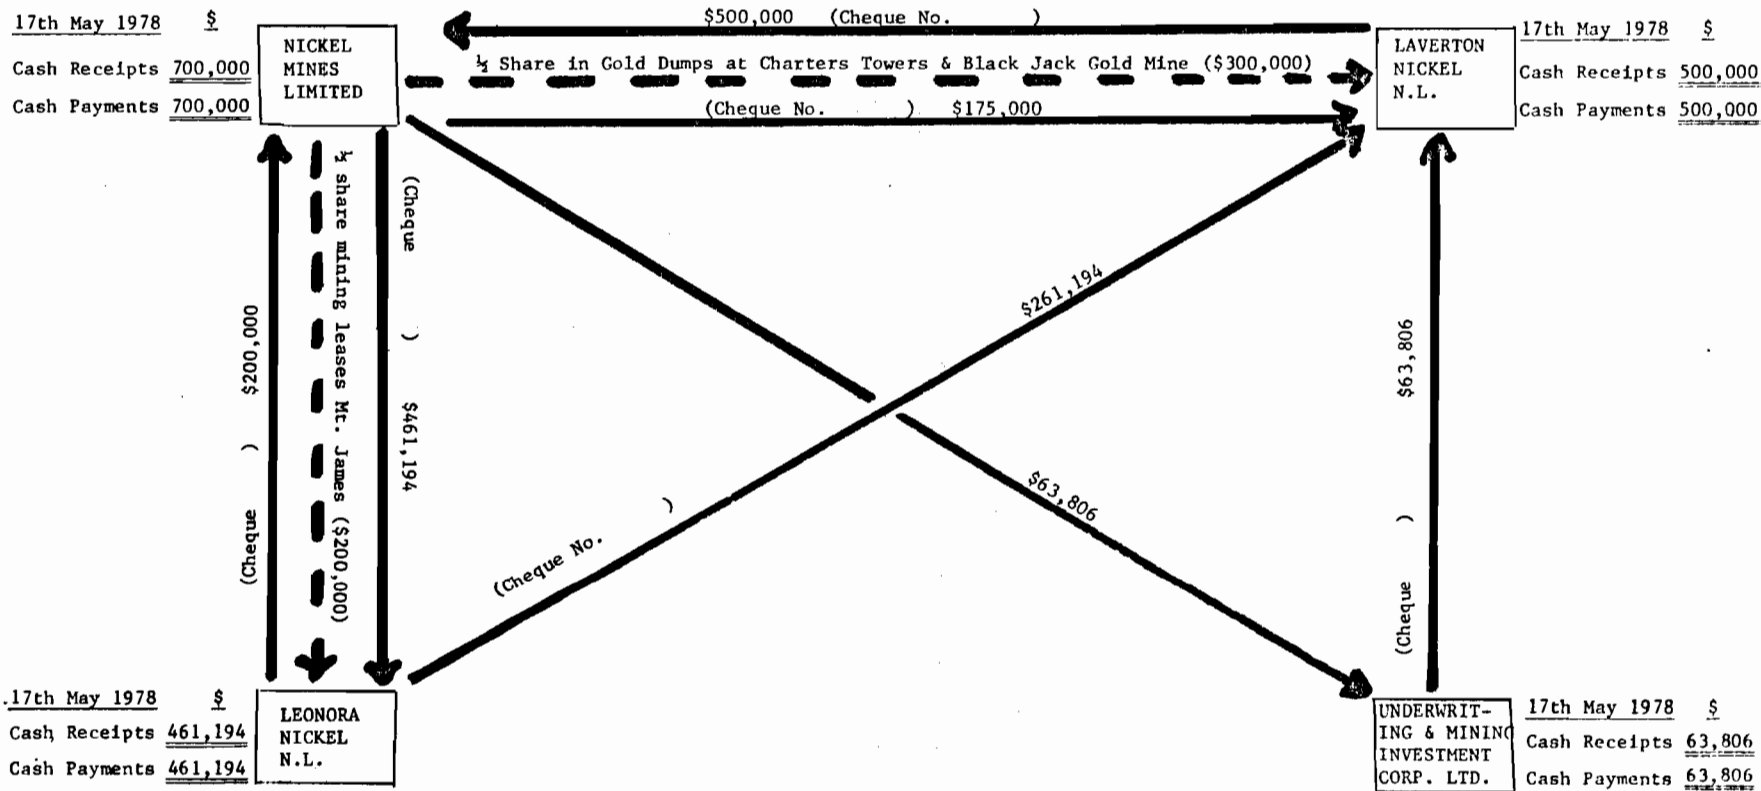 17th May 1978 $
Cash Receipts 700,000
Cash Payments 700,000
NICKEL
MINES
LIMITED
$500,000 (Cheque No. )
½ Share in Gold Dumps at Charters Towers & Black Jack Gold Mine ($300,000)
(Cheque No. ) $175,000
LAVERTON
NICKEL
N.L.
17th May 1978 $
Cash Receipts 500,000
Cash Payments 500,000
(Cheque ) $200,000
½ share mining leases Mt. James ($200,000)
(Cheque ) $461,194
$261,194
(Cheque No. )
$63,806
(Cheque ) $63,806
17th May 1978 $
Cash Receipts 461,194
Cash Payments 461,194
LEONORA
NICKEL
N.L.
UNDERWRIT-
ING & MINING
INVESTMENT
CORP. LTD.
17th May 1978 $
Cash Receipts 63,806
Cash Payments 63,806